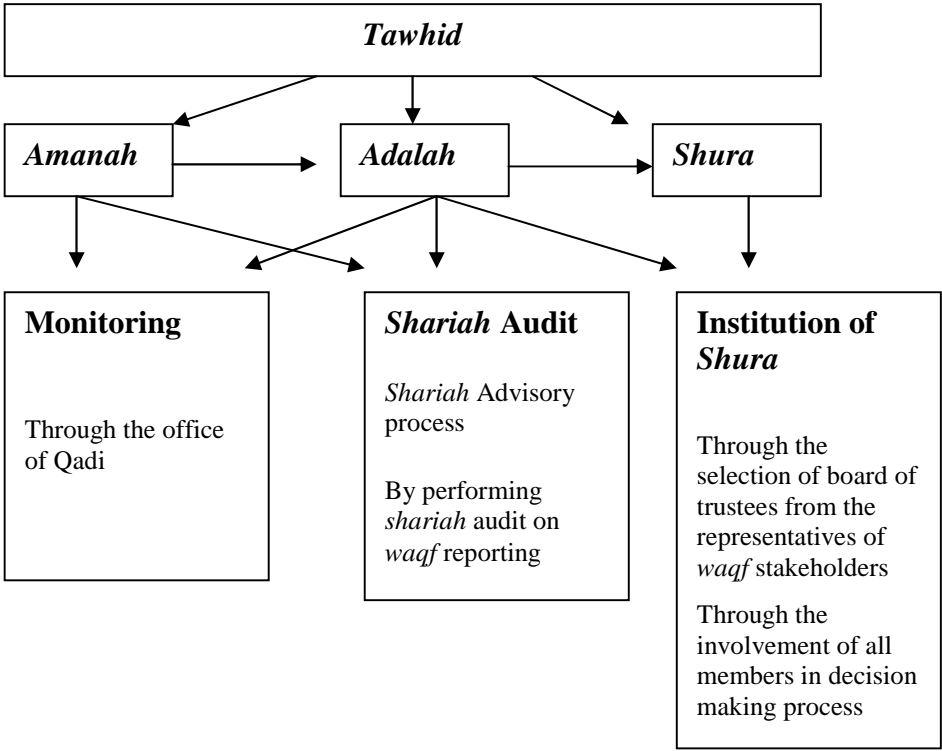 Tawhid
Amanah
Adalah
Shura
Monitoring
Through the office
of Qadi
Shariah Audit
Shariah Advisory
process
By performing
shariah audit on
waqf reporting
Institution of
Shura
Through the
selection of board of
trustees from the
representatives of
waqf stakeholders
Through the
involvement of all
members in decision
making process